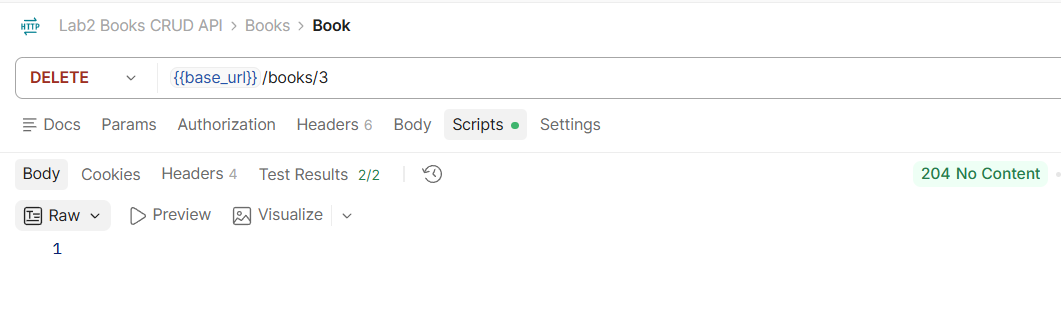 HTTP Lab2 Books CRUD API > Books > Book
DELETE {{base_url}} /books/3
Docs Params Authorization Headers 6 Body Scripts Settings
Body Cookies Headers 4 Test Results 2/2 204 No Content
Raw Preview Visualize
1